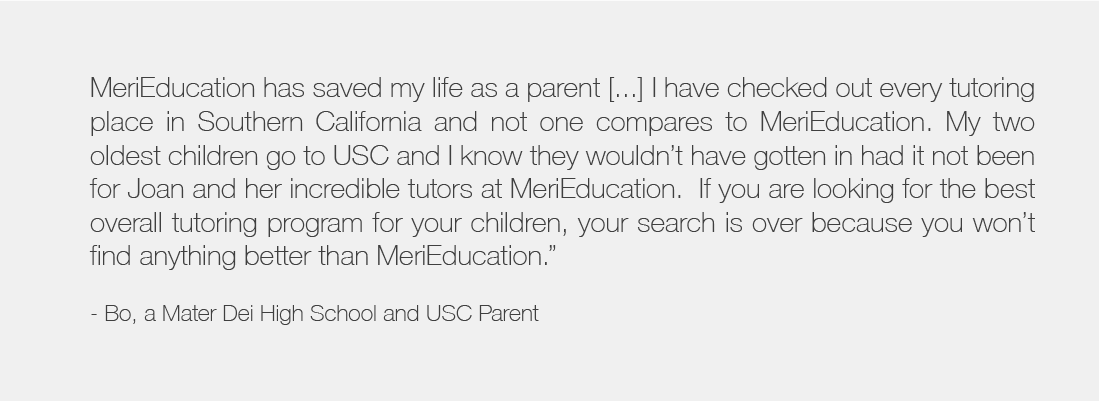 MeriEducation has saved my life as a parent [...] I have checked out every tutoring
place in Southern California and not one compares to MeriEducation. My two
oldest children go to USC and I know they wouldn’t have gotten in had it not been
for Joan and her incredible tutors at MeriEducation.  If you are looking for the best
overall tutoring program for your children, your search is over because you won’t
find anything better than MeriEducation.”
- Bo, a Mater Dei High School and USC Parent